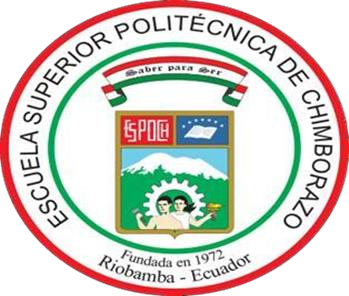 ESCUELA SUPERIOR POLITÉCNICA DE CHIMBORAZO
Saber para Ser
ESPOCH
Fundada en 1972
Riobamba - Ecuador